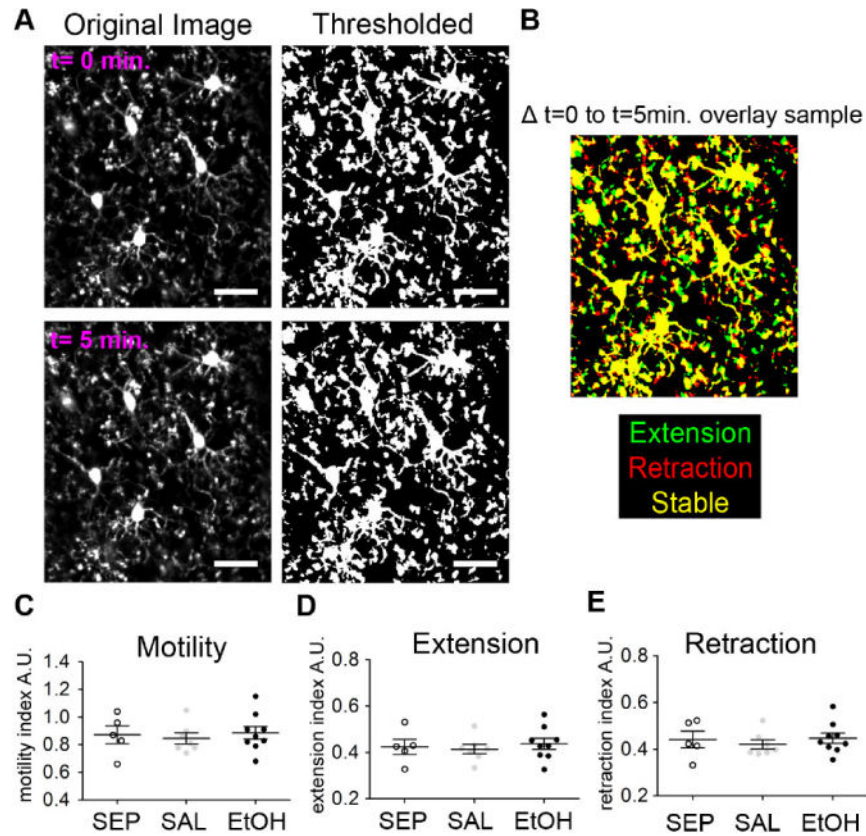 A
Original Image
Thresholded
t= 0 min.
t= 5 min.
B
Δ t=0 to t=5min. overlay sample
Extension
Retraction
Stable
C
Motility
motility index A.U.
1.4
1.2
1.0
0.8
0.6
0.4
SEP SAL EtOH
D
Extension
extension index A.U.
0.8
0.6
0.4
0.2
SEP SAL EtOH
E
Retraction
retraction index A.U.
0.8
0.6
0.4
0.2
SEP SAL EtOH